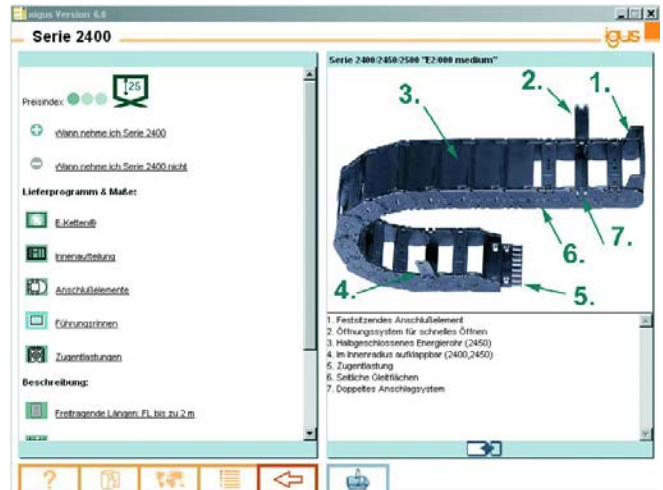 xigus Version 6.0
Serie 2400
igus
Preisindex
125
Wann nehme ich Serie 2400
Wann nehme ich Serie 2400 nicht
Lieferprogramm & Maße:
E-Ketten®
Innenaufteilung
Anschlußelemente
Führungsrinnen
Zugentlastungen
Beschreibung:
Freitragende Längen: FL bis zu 2 m
Serie 2400/2450/2500 "E2/000 medium"
1.
2.
3.
4.
5.
6.
7.
1. Festsitzendes Anschlußelement
2. Öffnungssystem für schnelles Öffnen
3. Halbgeschlossenes Energierohr (2450)
4. Im Innenradius aufklappbar (2400,2450)
5. Zugentlastung
6. Seitliche Gleitflächen
7. Doppeltes Anschlagsystem
?